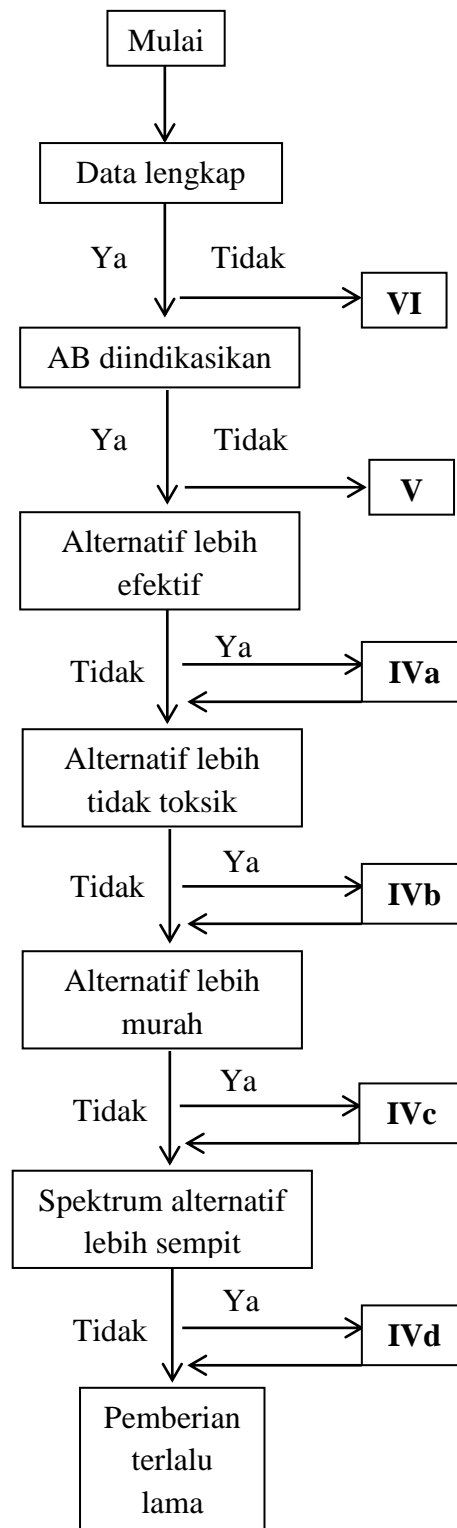 Mulai
Data lengkap
Ya
Tidak
VI
AB diindikasikan
Ya
Tidak
V
Alternatif lebih
efektif
Ya
Tidak
IVa
Alternatif lebih
tidak toksik
Ya
Tidak
IVb
Alternatif lebih
murah
Ya
Tidak
IVc
Spektrum alternatif
lebih sempit
Ya
Tidak
IVd
Pemberian
terlalu
lama